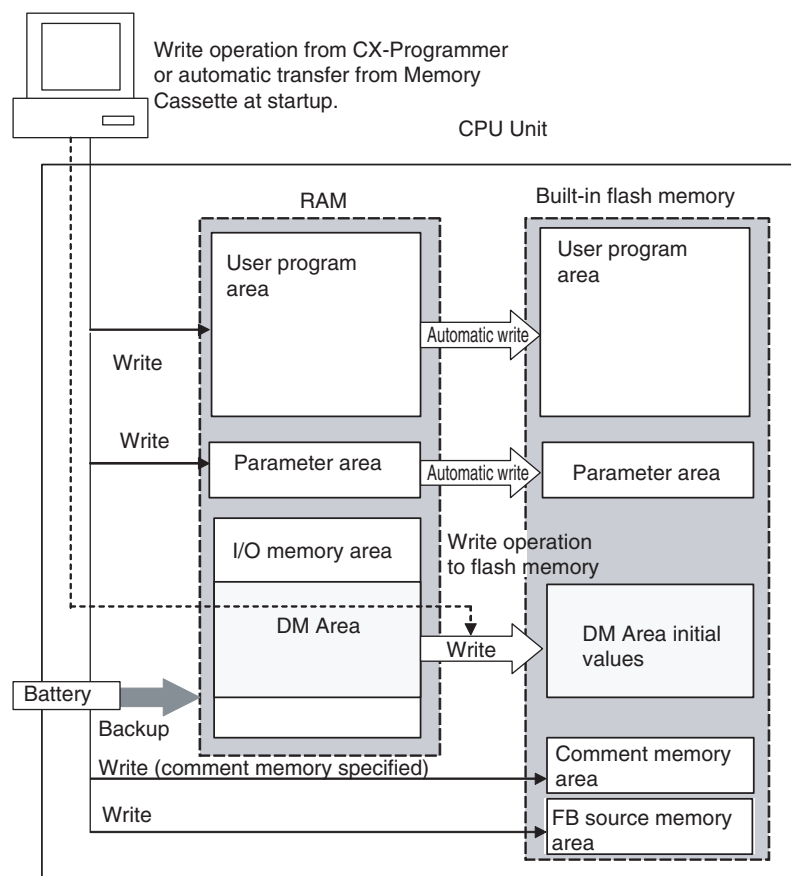 Write operation from CX-Programmer
or automatic transfer from Memory
Cassette at startup.
CPU Unit
RAM
Built-in flash memory
User program
area
User program
area
Automatic write
Write
Write
Parameter area
Automatic write
Parameter area
I/O memory area
Write operation
to flash memory
DM Area
Write
DM Area initial
values
Battery
Backup
Write (comment memory specified)
Comment memory
area
Write
FB source memory
area